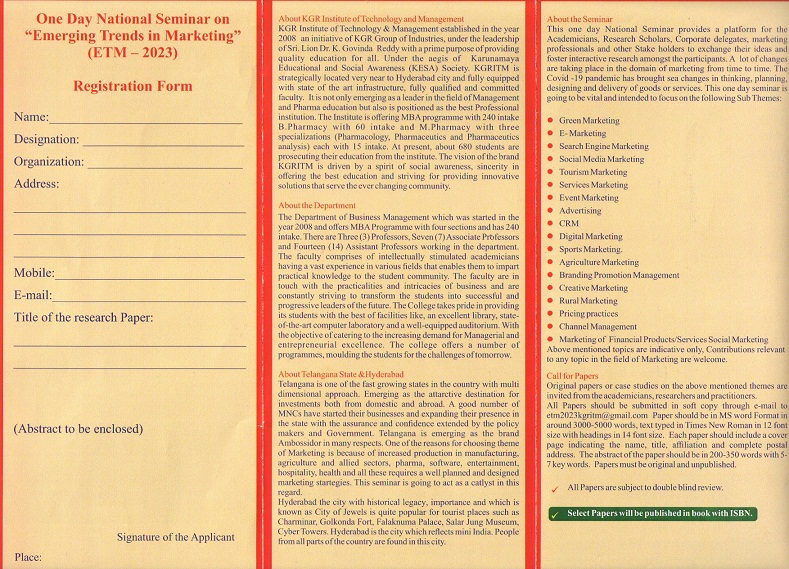 One Day National Seminar on
“Emerging Trends in Marketing”
(ETM – 2023)
Registration Form
Name:
Designation:
Organization:
Address:
Mobile:
E-mail:
Title of the research Paper:
(Abstract to be enclosed)
Signature of the Applicant
Place:
About KGR Institute of Technology and Management
KGR Institute of Technology & Management established in the year
2008 an initiative of KGR Group of Industries, under the leadership
of Sri. Lion Dr. K. Govinda Reddy with a prime purpose of providing
quality education for all. Under the aegis of Karunamaya
Educational and Social Awareness (KESA) Society. KGRITM is
strategically located very near to Hyderabad city and fully equipped
with state of the art infrastructure, fully qualified and committed
faculty. It is not only emerging as a leader in the field of Management
and Pharma education but also is positioned as the best Professional
institution. The Institute is offering MBA programme with 240 intake
B.Pharmacy with 60 intake and M.Pharmacy with three
specializations (Pharmacology, Pharmaceutics and Pharmaceutics
analysis) each with 15 intake. At present, about 680 students are
prosecuting their education from the institute. The vision of the brand
KGRITM is driven by a spirit of social awareness, sincerity in
offering the best education and striving for providing innovative
solutions that serve the ever changing community.
About the Department
The Department of Business Management which was started in the
year 2008 and offers MBA Programme with four sections and has 240
intake. There are Three (3) Professors, Seven (7) Associate Professors
and Fourteen (14) Assistant Professors working in the department.
The faculty comprises of intellectually stimulated academicians
having a vast experience in various fields that enables them to impart
practical knowledge to the student community. The faculty are in
touch with the practicalities and intricacies of business and are
constantly striving to transform the students into successful and
progressive leaders of the future. The College takes pride in providing
its students with the best of facilities like, an excellent library, state-
of-the-art computer laboratory and a well-equipped auditorium. With
the objective of catering to the increasing demand for Managerial and
entrepreneurial excellence. The college offers a number of
programmes, moulding the students for the challenges of tomorrow.
About Telangana State &Hyderabad
Telangana is one of the fast growing states in the country with multi
dimensional approach. Emerging as the attarctive destination for
investments both from domestic and abroad. A good number of
MNCs have started their businesses and expanding their presence in
the state with the assurance and confidence extended by the policy
makers and Government. Telangana is emerging as the brand
Ambossidor in many respects. One of the reasons for choosing theme
of Marketing is because of increased production in manufacturing,
agriculture and allied sectors, pharma, software, entertainment,
hospitality, health and all these requires a well planned and designed
marketing startegies. This seminar is going to act as a catlyst in this
regard.
Hyderabad the city with historical legacy, importance and which is
known as City of Jewels is quite popular for tourist places such as
Charminar, Golkonda Fort, Falaknuma Palace, Salar Jung Museum,
Cyber Towers. Hyderabad is the city which reflects mini India. People
from all parts of the country are found in this city.
About the Seminar
This one day National Seminar provides a platform for the
Academicians, Research Scholars, Corporate delegates, marketing
professionals and other Stake holders to exchange their ideas and
foster interactive research amonghst the participants. A lot of changes
are taking place in the domain of marketing from time to time. The
Covid -19 pandemic has brought sea changes in thinking, planning,
designing and delivery of goods or services. This one day seminar is
going to be vital and intended to focus on the following Sub Themes:
Green Marketing
E- Marketing
Search Engine Marketing
Social Media Marketing
Tourism Marketing
Services Marketing
Event Marketing
Advertising
CRM
Digital Marketing
Sports Marketing.
Agriculture Marketing
Branding Promotion Management
Creative Marketing
Rural Marketing
Pricing practices
Channel Management
Marketing of Financial Products/Services Social Marketing
Above mentioned topics are indicative only, Contributions relevant
to any topic in the field of Marketing are welcome.
Call for Papers
Original papers or case studies on the above mentioned themes are
invited from the academicians, researchers and practitioners.
All Papers should be submitted in soft copy through e-mail to
etm2023kgritm@gmail.com Paper should be in MS word Format in
around 3000-5000 words, text typed in Times New Roman in 12 font
size with headings in 14 font size. Each paper should include a cover
page indicating the name, title, affiliation and complete postal
address. The abstract of the paper should be in 200-350 words with 5-
7 key words. Papers must be original and unpublished.
✓ All Papers are subject to double blind review.
✓ Select Papers will be published in book with ISBN.